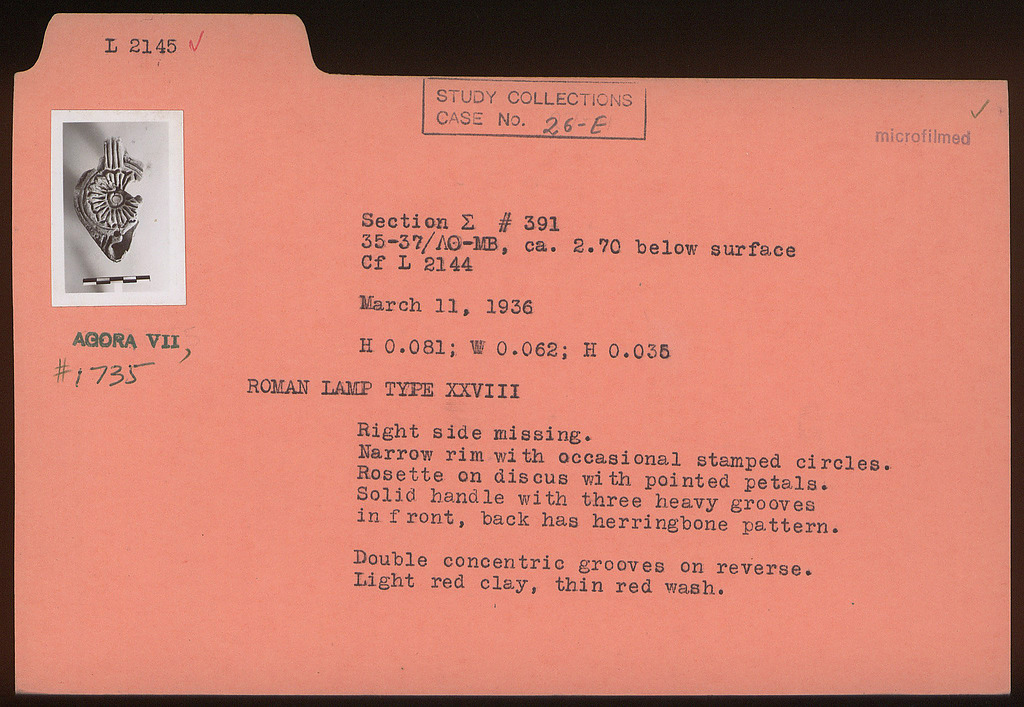 L 2145 ✓
STUDY COLLECTIONS
CASE No. 26-E
✓
microfilmed
Section Σ # 391
35-37/ΛΘ-ΜΒ, ca. 2.70 below surface
Cf L 2144
March 11, 1936
H 0.081; W 0.062; H 0.035
AGORA VII,
#1735
ROMAN LAMP TYPE XXVIII
Right side missing.
Narrow rim with occasional stamped circles.
Rosette on discus with pointed petals.
Solid handle with three heavy grooves
in front, back has herringbone pattern.
Double concentric grooves on reverse.
Light red clay, thin red wash.